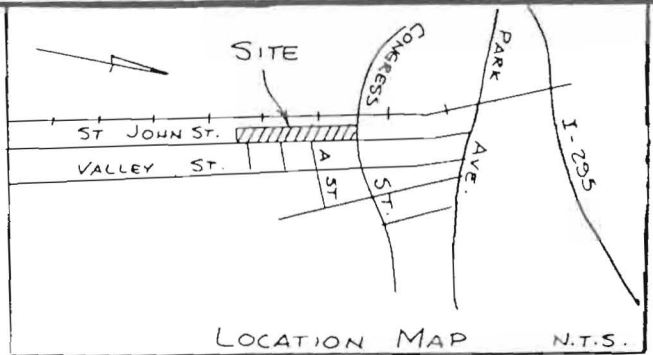 SITE
CONGRESS
ST.
PARK
AVE.
I-295
ST JOHN ST.
VALLEY ST.
A ST
LOCATION MAP N.T.S.